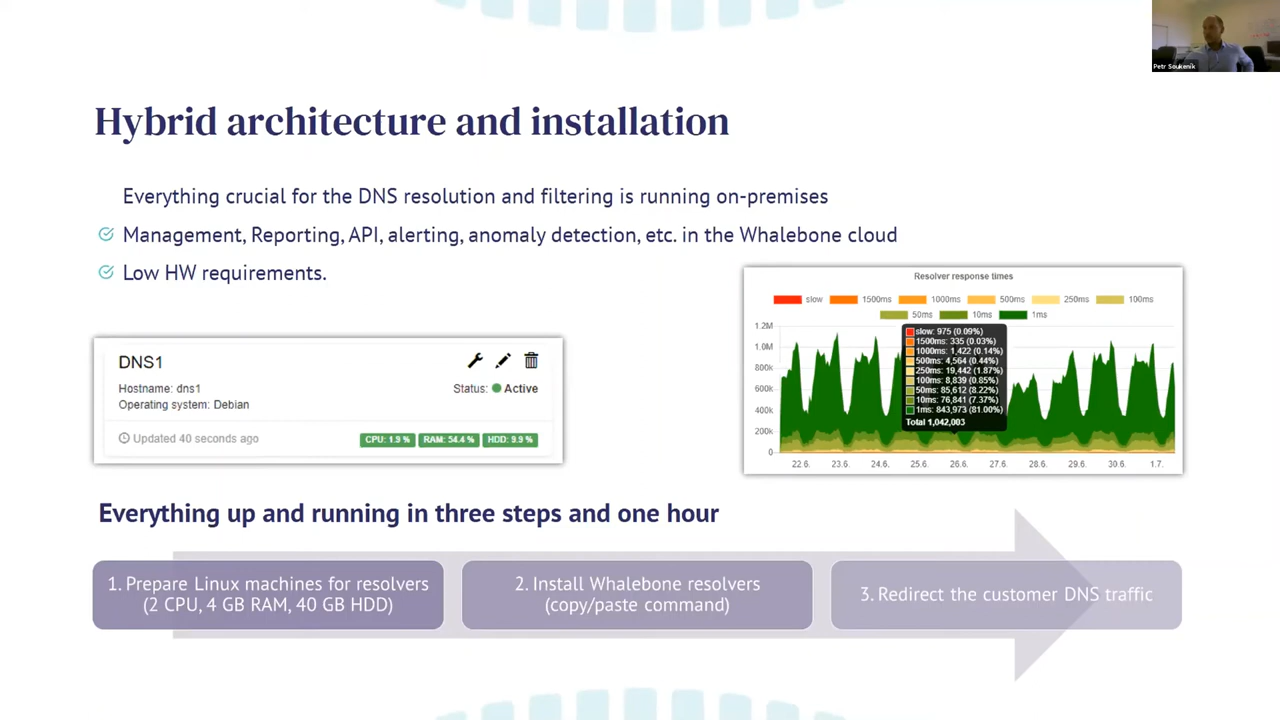 Petr Soukeník
Hybrid architecture and installation
Everything crucial for the DNS resolution and filtering is running on-premises
Management, Reporting, API, alerting, anomaly detection, etc. in the Whalebone cloud
Low HW requirements.
DNS1
Hostname: dns1
Status: Active
Operating system: Debian
Updated 40 seconds ago
CPU: 1.9 % RAM: 54.4 % HDD: 9.9 %
Resolver response times
slow 1500ms 1000ms 500ms 250ms 100ms
50ms 10ms 1ms
1.2M
1.0M
800k
600k
400k
200k
0
slow: 975 (0.09%)
1500ms: 335 (0.03%)
1000ms: 1,422 (0.14%)
500ms: 4,564 (0.44%)
250ms: 19,442 (1.87%)
100ms: 8,839 (0.85%)
50ms: 85,612 (8.22%)
10ms: 76,841 (7.37%)
1ms: 843,973 (81.00%)
Total 1,042,003
22.6. 23.6. 24.6. 25.6. 26.6. 27.6. 28.6. 29.6. 30.6. 1.7.
Everything up and running in three steps and one hour
1. Prepare Linux machines for resolvers
(2 CPU, 4 GB RAM, 40 GB HDD)
2. Install Whalebone resolvers
(copy/paste command)
3. Redirect the customer DNS traffic